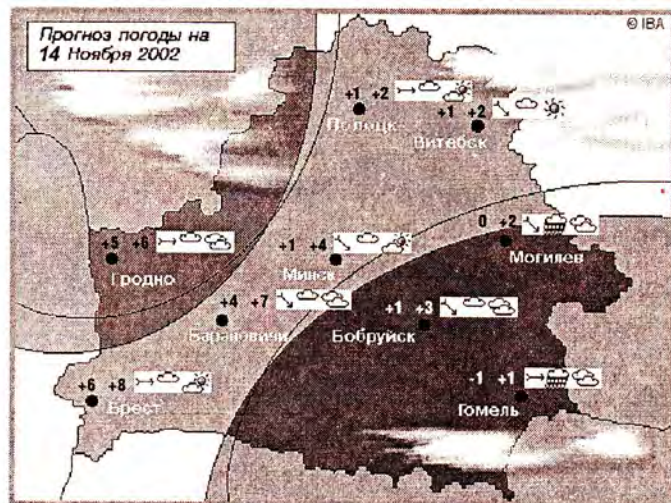 Прогноз погоды на
14 Ноября 2002
© IBA
+1 +2
Полоцк
+1 +2
Витебск
0 +2
Могилев
+5 +6
Гродно
+1 +4
Минск
+4 +7
Барановичи
+1 +3
Бобруйск
+6 +8
Брест
-1 +1
Гомель